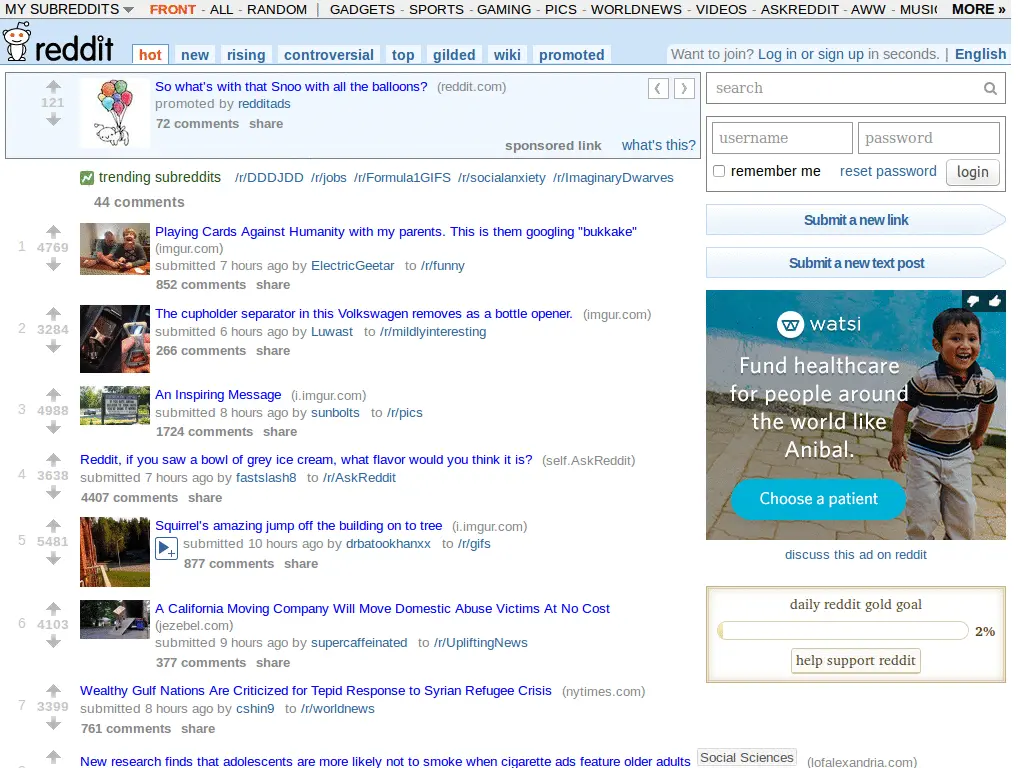 MY SUBREDDITS FRONT - ALL - RANDOM | GADGETS - SPORTS - GAMING - PICS - WORLDNEWS - VIDEOS - ASKREDDIT - AWW - MUSIC MORE »
reddit hot new rising controversial top gilded wiki promoted
Want to join? Log in or sign up in seconds. | English
121
So what's with that Snoo with all the balloons? (reddit.com)
promoted by redditads
72 comments share
sponsored link what's this?
trending subreddits /r/DDDJDD /r/jobs /r/Formula1GIFS /r/socialanxiety /r/ImaginaryDwarves
44 comments
1 4769
Playing Cards Against Humanity with my parents. This is them googling "bukkake"
(imgur.com)
submitted 7 hours ago by ElectricGeetar to /r/funny
852 comments share
2 3284
The cupholder separator in this Volkswagen removes as a bottle opener. (imgur.com)
submitted 6 hours ago by Luwast to /r/mildlyinteresting
266 comments share
3 4988
An Inspiring Message (i.imgur.com)
submitted 8 hours ago by sunbolts to /r/pics
1724 comments share
4 3638
Reddit, if you saw a bowl of grey ice cream, what flavor would you think it is? (self.AskReddit)
submitted 7 hours ago by fastslash8 to /r/AskReddit
4407 comments share
5 5481
Squirrel's amazing jump off the building on to tree (i.imgur.com)
submitted 10 hours ago by drbatookhanxx to /r/gifs
877 comments share
6 4103
A California Moving Company Will Move Domestic Abuse Victims At No Cost
(jezebel.com)
submitted 9 hours ago by supercaffeinated to /r/UpliftingNews
377 comments share
7 3399
Wealthy Gulf Nations Are Criticized for Tepid Response to Syrian Refugee Crisis (nytimes.com)
submitted 8 hours ago by cshin9 to /r/worldnews
761 comments share
New research finds that adolescents are more likely not to smoke when cigarette ads feature older adults Social Sciences (lofalexandria.com)
search
username password
remember me reset password login
Submit a new link
Submit a new text post
watsi
Fund healthcare
for people around
the world like
Anibal.
Choose a patient
discuss this ad on reddit
daily reddit gold goal
2%
help support reddit